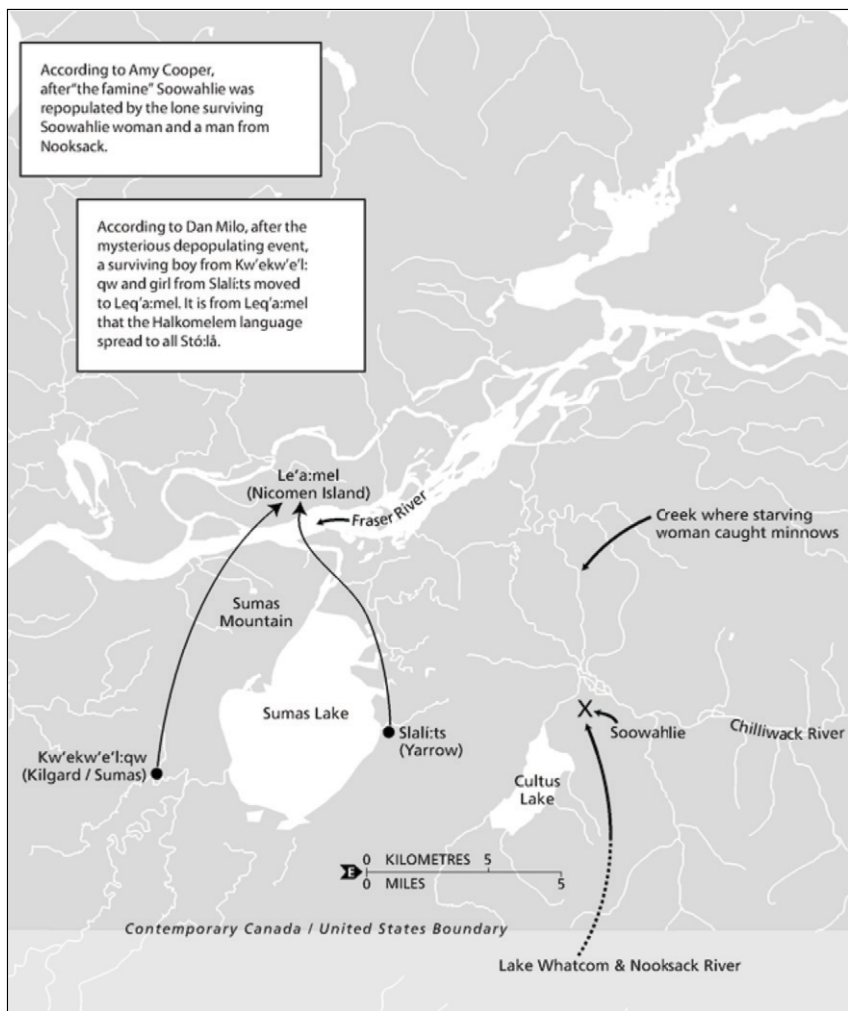 According to Amy Cooper,
after“the famine” Soowahlie was
repopulated by the lone surviving
Soowahlie woman and a man from
Nooksack.
According to Dan Milo, after the
mysterious depopulating event,
a surviving boy from Kw'ekw'e'l:
qw and girl from Slalí:ts moved
to Leq'a:mel. It is from Leq'a:mel
that the Halkomelem language
spread to all Stó:lå.
Le'a:mel
(Nicomen Island)
Fraser River
Creek where starving
woman caught minnows
Sumas
Mountain
Sumas Lake
Slalí:ts
(Yarrow)
Soowahlie
X
Chilliwack River
Kw'ekw'e'l:qw
(Kilgard / Sumas)
Cultus
Lake
E
0 KILOMETRES 5
0 MILES 5
Contemporary Canada / United States Boundary
Lake Whatcom & Nooksack River